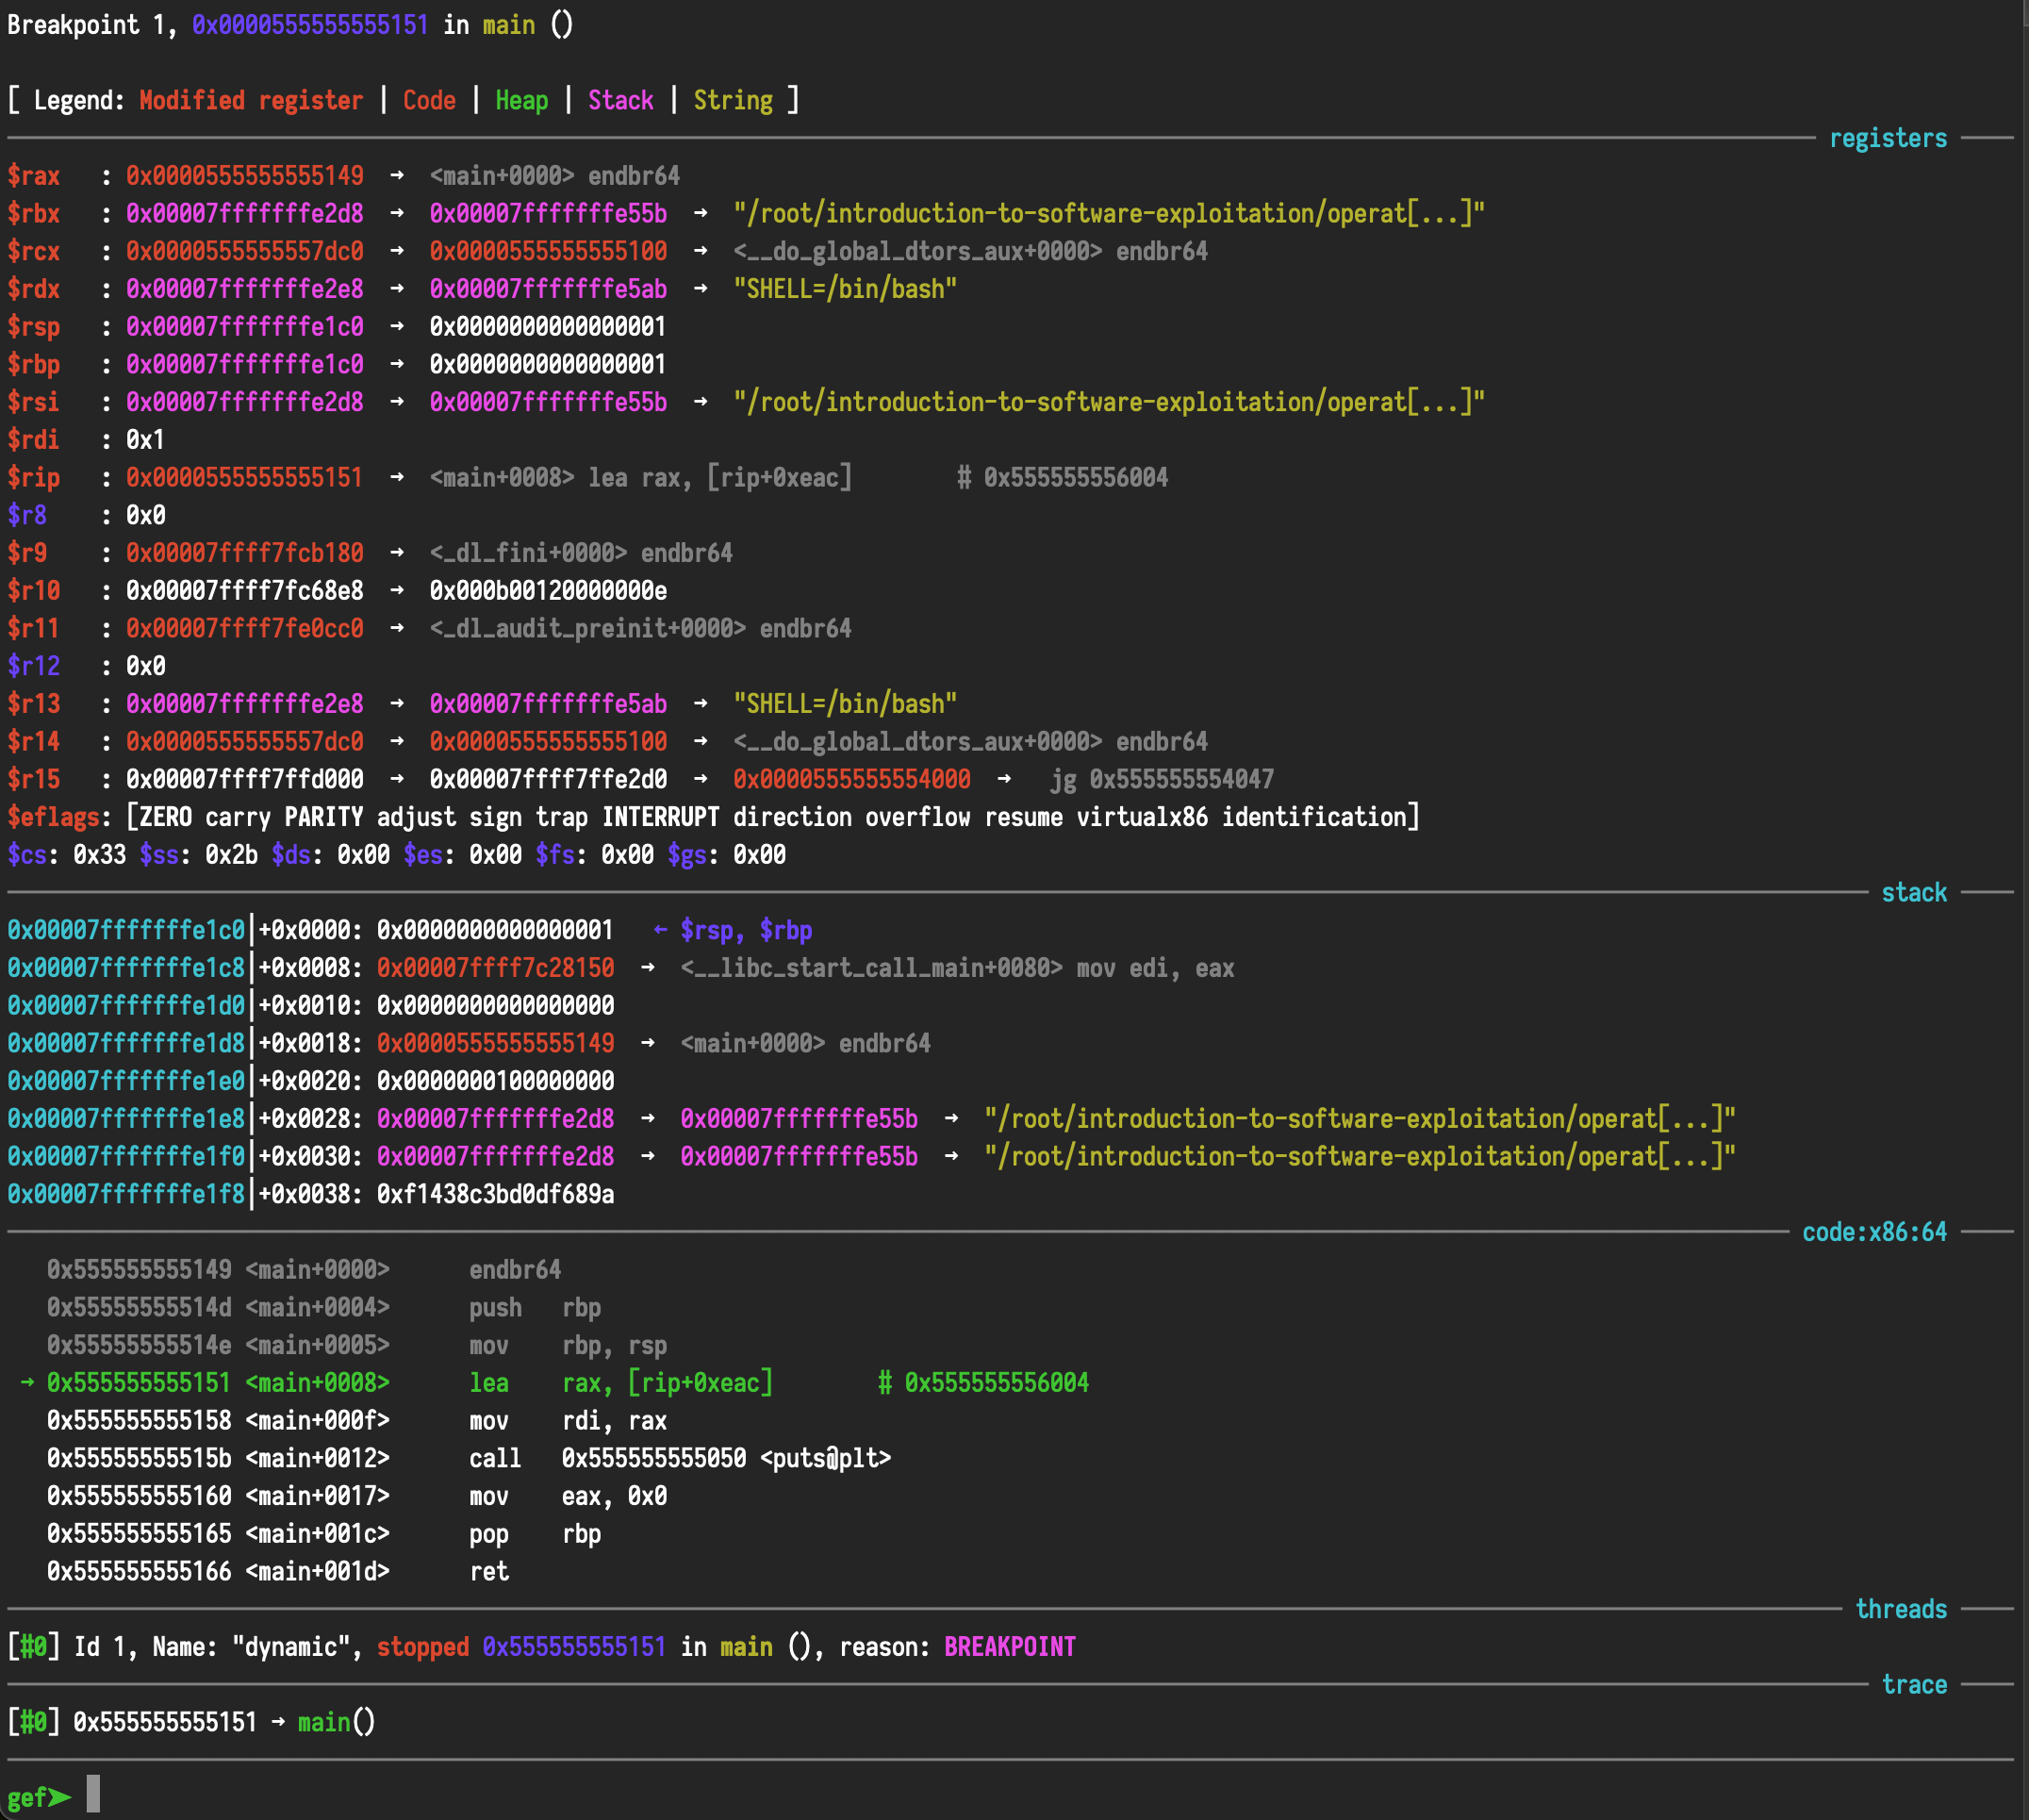 Breakpoint 1, 0x0000555555555151 in main ()
[ Legend: Modified register | Code | Heap | Stack | String ]
registers
$rax   : 0x0000555555555149  →  <main+0000> endbr64
$rbx   : 0x00007fffffffe2d8  →  0x00007fffffffe55b  →  "/root/introduction-to-software-exploitation/operat[...]"
$rcx   : 0x0000555555557dc0  →  0x0000555555555100  →  <__do_global_dtors_aux+0000> endbr64
$rdx   : 0x00007fffffffe2e8  →  0x00007fffffffe5ab  →  "SHELL=/bin/bash"
$rsp   : 0x00007fffffffe1c0  →  0x0000000000000001
$rbp   : 0x00007fffffffe1c0  →  0x0000000000000001
$rsi   : 0x00007fffffffe2d8  →  0x00007fffffffe55b  →  "/root/introduction-to-software-exploitation/operat[...]"
$rdi   : 0x1
$rip   : 0x0000555555555151  →  <main+0008> lea rax, [rip+0xeac]        # 0x555555556004
$r8    : 0x0
$r9    : 0x00007ffff7fcb180  →  <_dl_fini+0000> endbr64
$r10   : 0x00007ffff7fc68e8  →  0x000b00120000000e
$r11   : 0x00007ffff7fe0cc0  →  <_dl_audit_preinit+0000> endbr64
$r12   : 0x0
$r13   : 0x00007fffffffe2e8  →  0x00007fffffffe5ab  →  "SHELL=/bin/bash"
$r14   : 0x0000555555557dc0  →  0x0000555555555100  →  <__do_global_dtors_aux+0000> endbr64
$r15   : 0x00007ffff7ffd000  →  0x00007ffff7ffe2d0  →  0x0000555555554000  →   jg 0x555555554047
$eflags: [ZERO carry PARITY adjust sign trap INTERRUPT direction overflow resume virtualx86 identification]
$cs: 0x33 $ss: 0x2b $ds: 0x00 $es: 0x00 $fs: 0x00 $gs: 0x00
stack
0x00007fffffffe1c0|+0x0000: 0x0000000000000001   ← $rsp, $rbp
0x00007fffffffe1c8|+0x0008: 0x00007ffff7c28150  →  <__libc_start_call_main+0080> mov edi, eax
0x00007fffffffe1d0|+0x0010: 0x0000000000000000
0x00007fffffffe1d8|+0x0018: 0x0000555555555149  →  <main+0000> endbr64
0x00007fffffffe1e0|+0x0020: 0x0000000100000000
0x00007fffffffe1e8|+0x0028: 0x00007fffffffe2d8  →  0x00007fffffffe55b  →  "/root/introduction-to-software-exploitation/operat[...]"
0x00007fffffffe1f0|+0x0030: 0x00007fffffffe2d8  →  0x00007fffffffe55b  →  "/root/introduction-to-software-exploitation/operat[...]"
0x00007fffffffe1f8|+0x0038: 0xf1438c3bd0df689a
code:x86:64
0x555555555149 <main+0000>      endbr64
0x55555555514d <main+0004>      push   rbp
0x55555555514e <main+0005>      mov    rbp, rsp
→ 0x555555555151 <main+0008>      lea    rax, [rip+0xeac]        # 0x555555556004
0x555555555158 <main+000f>      mov    rdi, rax
0x55555555515b <main+0012>      call   0x555555555050 <puts@plt>
0x555555555160 <main+0017>      mov    eax, 0x0
0x555555555165 <main+001c>      pop    rbp
0x555555555166 <main+001d>      ret
threads
[#0] Id 1, Name: "dynamic", stopped 0x555555555151 in main (), reason: BREAKPOINT
trace
[#0] 0x555555555151 → main()
gef➤